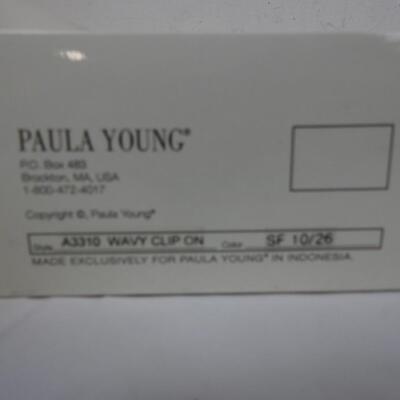 PAULA YOUNG®
P.O. Box 483
Brockton, MA, USA
1-800-472-4017
Copyright ©, Paula Young®
Style A3310 WAVY CLIP ON Color SF 10/26
MADE EXCLUSIVELY FOR PAULA YOUNG® IN INDONESIA.